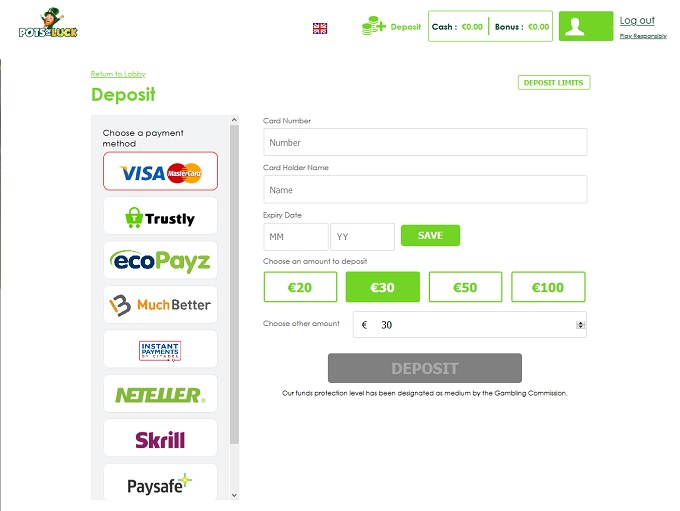 POTS OF LUCK
Deposit
Cash : €0.00
Bonus : €0.00
Log out
Play Responsibly
Return to Lobby
Deposit
DEPOSIT LIMITS
Choose a payment
method
VISA MasterCard
Trustly
ecoPayz
MuchBetter
INSTANT
PAYMENTS
BY CITADEL
NETELLER®
Skrill
Paysafe
Card Number
Number
Card Holder Name
Name
Expiry Date
MM
YY
SAVE
Choose an amount to deposit
€20
€30
€50
€100
Choose other amount
€ 30
DEPOSIT
Our funds protection level has been designated as medium by the Gambling Commission.